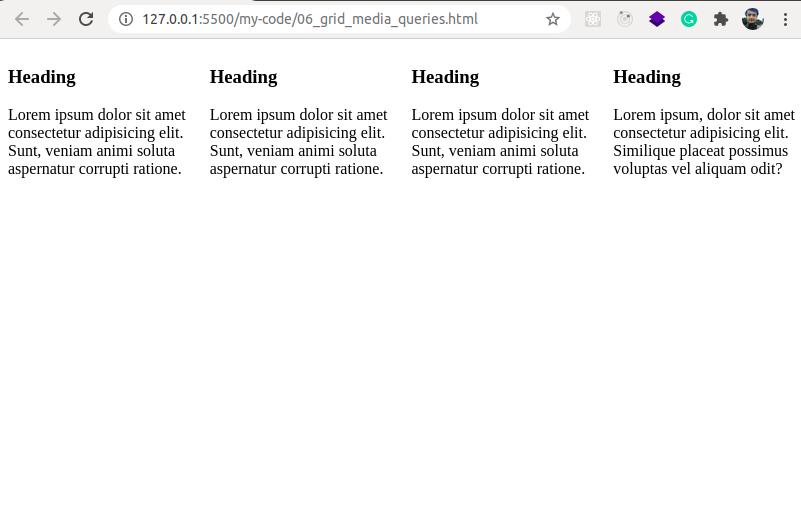 127.0.0.1:5500/my-code/06_grid_media_queries.html
Heading
Lorem ipsum dolor sit amet
consectetur adipisicing elit.
Sunt, veniam animi soluta
aspernatur corrupti ratione.
Heading
Lorem ipsum dolor sit amet
consectetur adipisicing elit.
Sunt, veniam animi soluta
aspernatur corrupti ratione.
Heading
Lorem ipsum dolor sit amet
consectetur adipisicing elit.
Sunt, veniam animi soluta
aspernatur corrupti ratione.
Heading
Lorem ipsum, dolor sit amet
consectetur adipisicing elit.
Similique placeat possimus
voluptas vel aliquam odit?